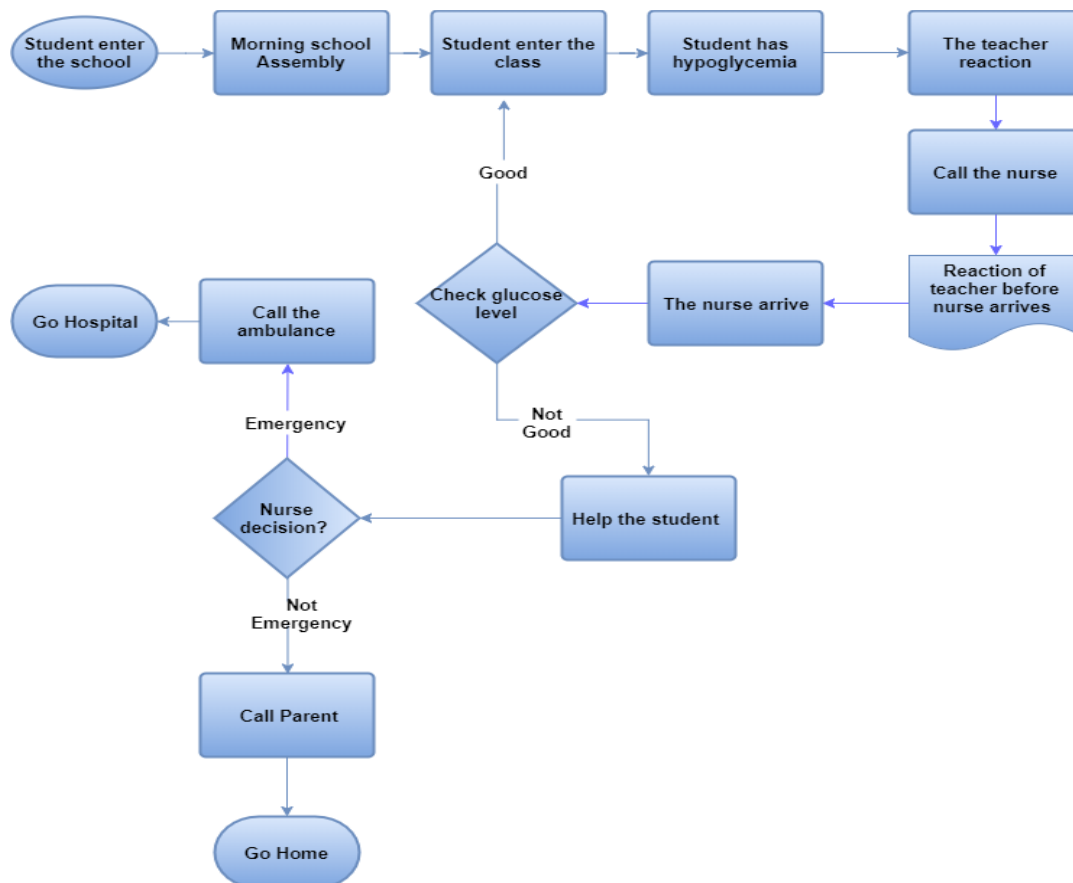 Student enter
the school
Morning school
Assembly
Student enter the
class
Student has
hypoglycemia
The teacher
reaction
Call the nurse
Reaction of
teacher before
nurse arrives
The nurse arrive
Check glucose
level
Good
Not
Good
Help the student
Nurse
decision?
Emergency
Call the
ambulance
Go Hospital
Not
Emergency
Call Parent
Go Home